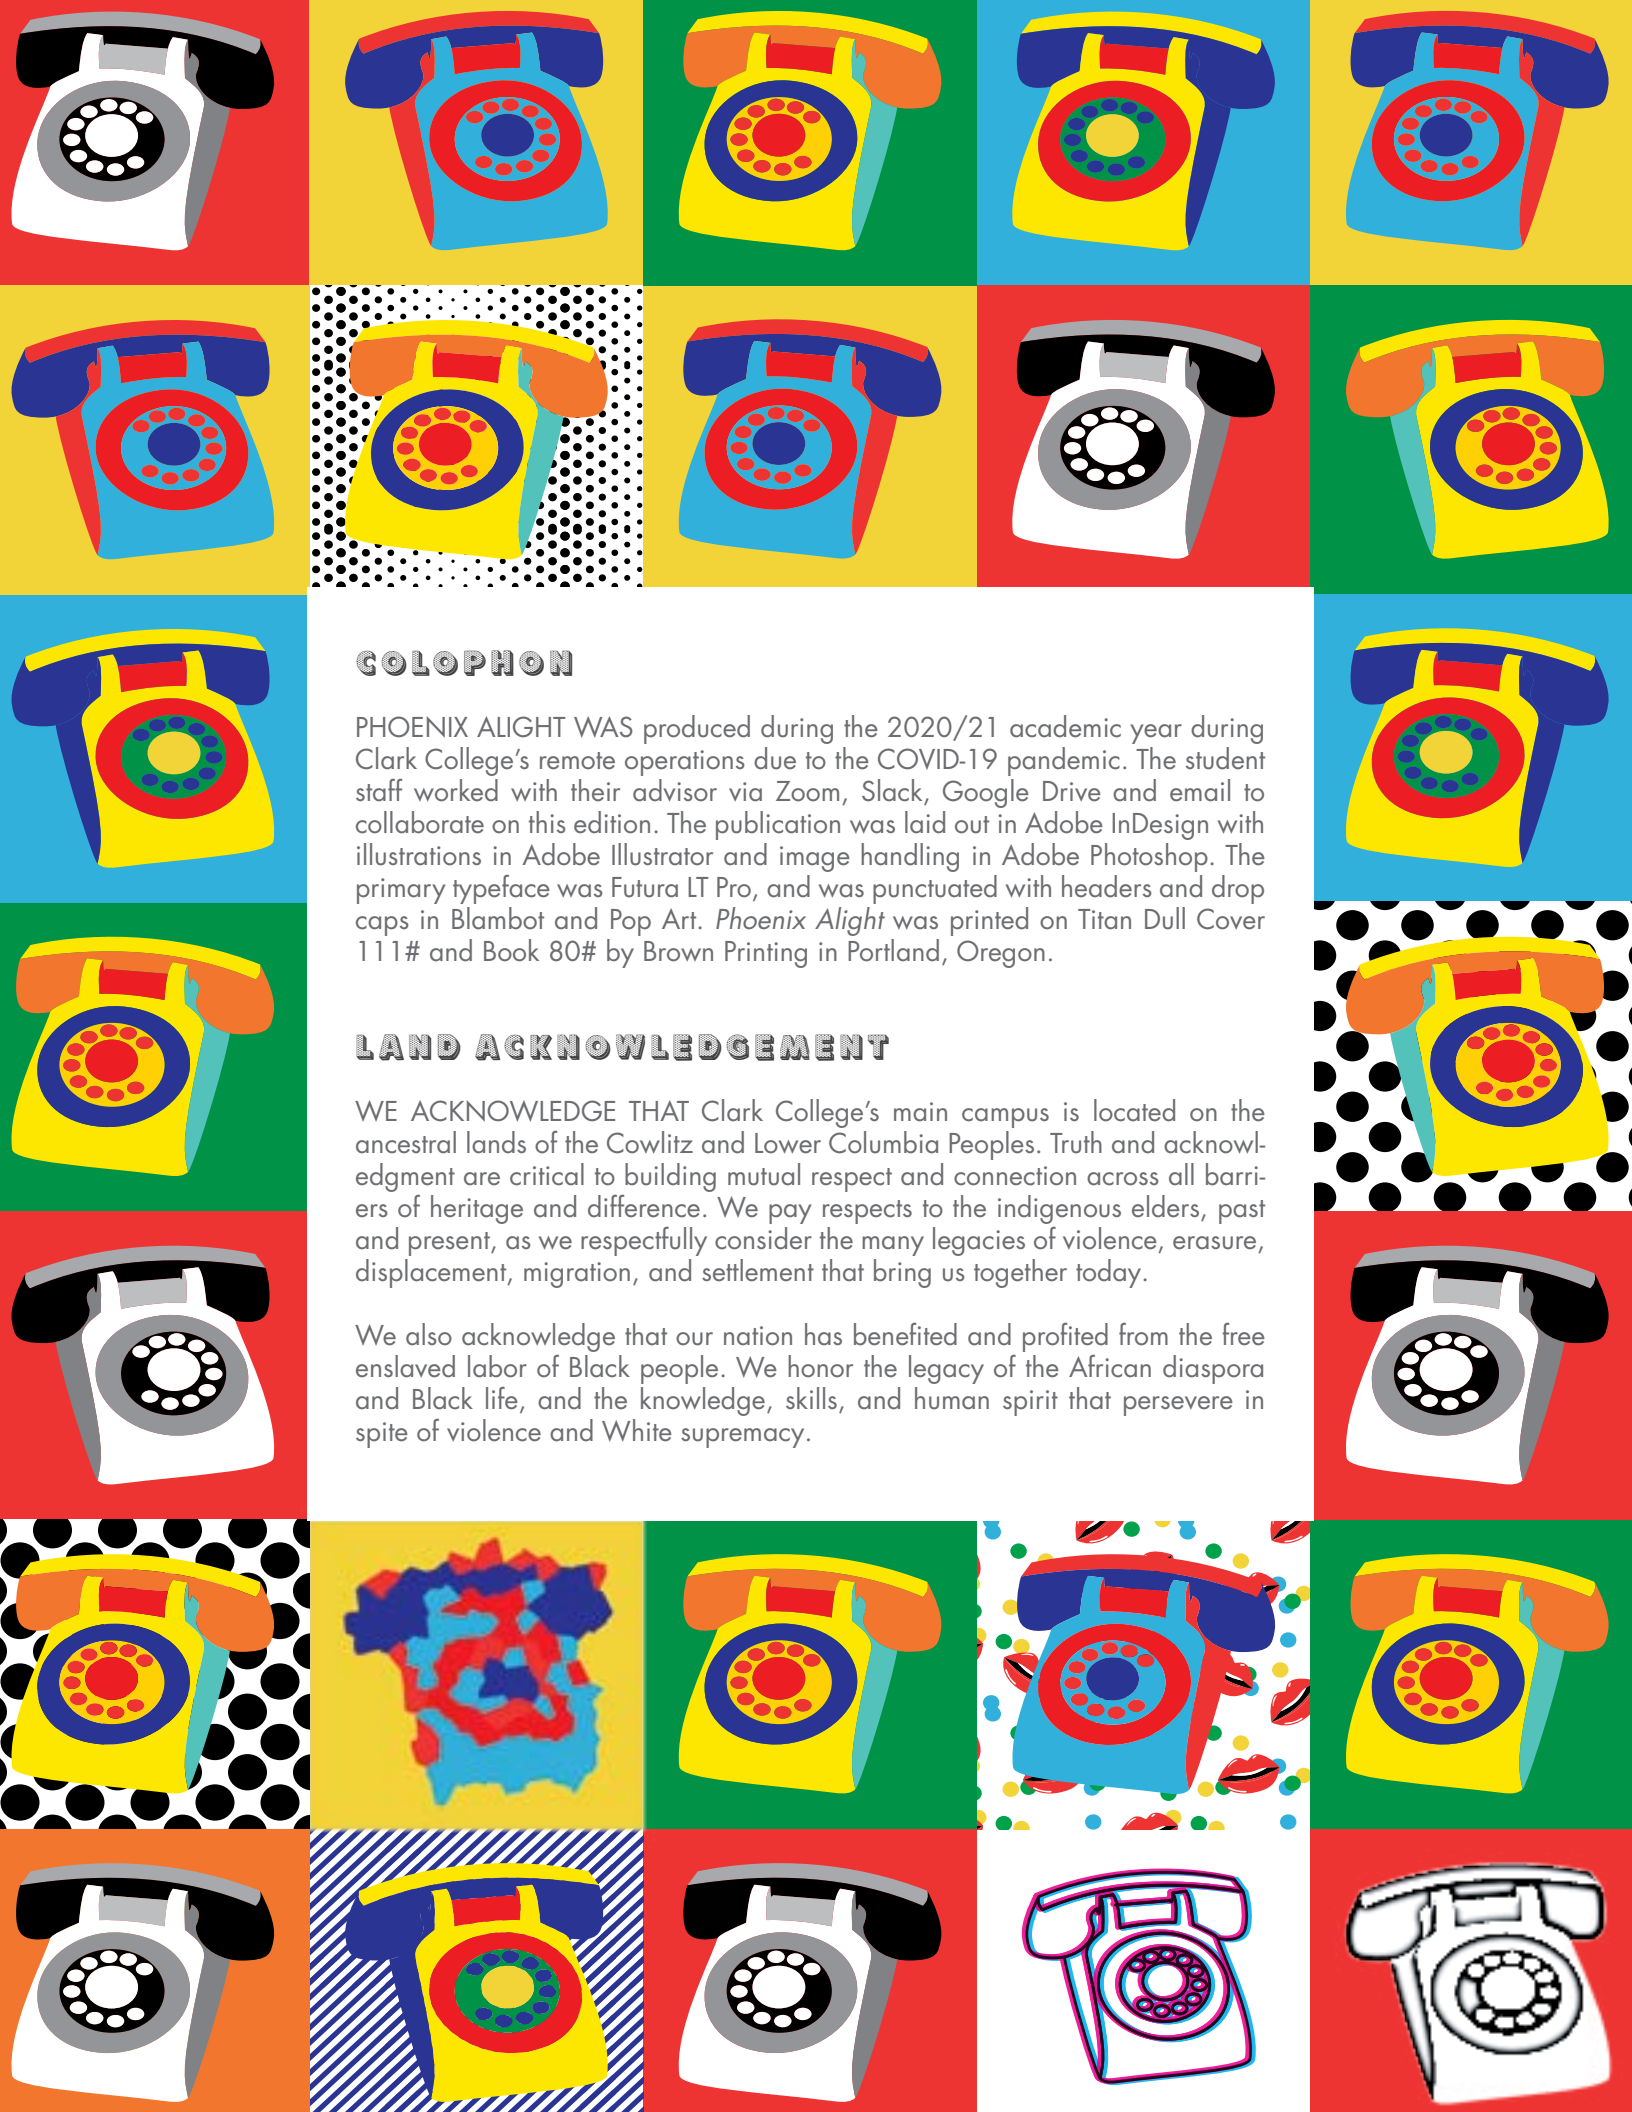 COLOPHON
PHOENIX ALIGHT WAS produced during the 2020/21 academic year during
Clark College’s remote operations due to the COVID-19 pandemic. The student
staff worked with their advisor via Zoom, Slack, Google Drive and email to
collaborate on this edition. The publication was laid out in Adobe InDesign with
illustrations in Adobe Illustrator and image handling in Adobe Photoshop. The
primary typeface was Futura LT Pro, and was punctuated with headers and drop
caps in Blambot and Pop Art. Phoenix Alight was printed on Titan Dull Cover
111# and Book 80# by Brown Printing in Portland, Oregon.
LAND ACKNOWLEDGEMENT
WE ACKNOWLEDGE THAT Clark College’s main campus is located on the
ancestral lands of the Cowlitz and Lower Columbia Peoples. Truth and acknowl-
edgment are critical to building mutual respect and connection across all barri-
ers of heritage and difference. We pay respects to the indigenous elders, past
and present, as we respectfully consider the many legacies of violence, erasure,
displacement, migration, and settlement that bring us together today.
We also acknowledge that our nation has benefited and profited from the free
enslaved labor of Black people. We honor the legacy of the African diaspora
and Black life, and the knowledge, skills, and human spirit that persevere in
spite of violence and White supremacy.